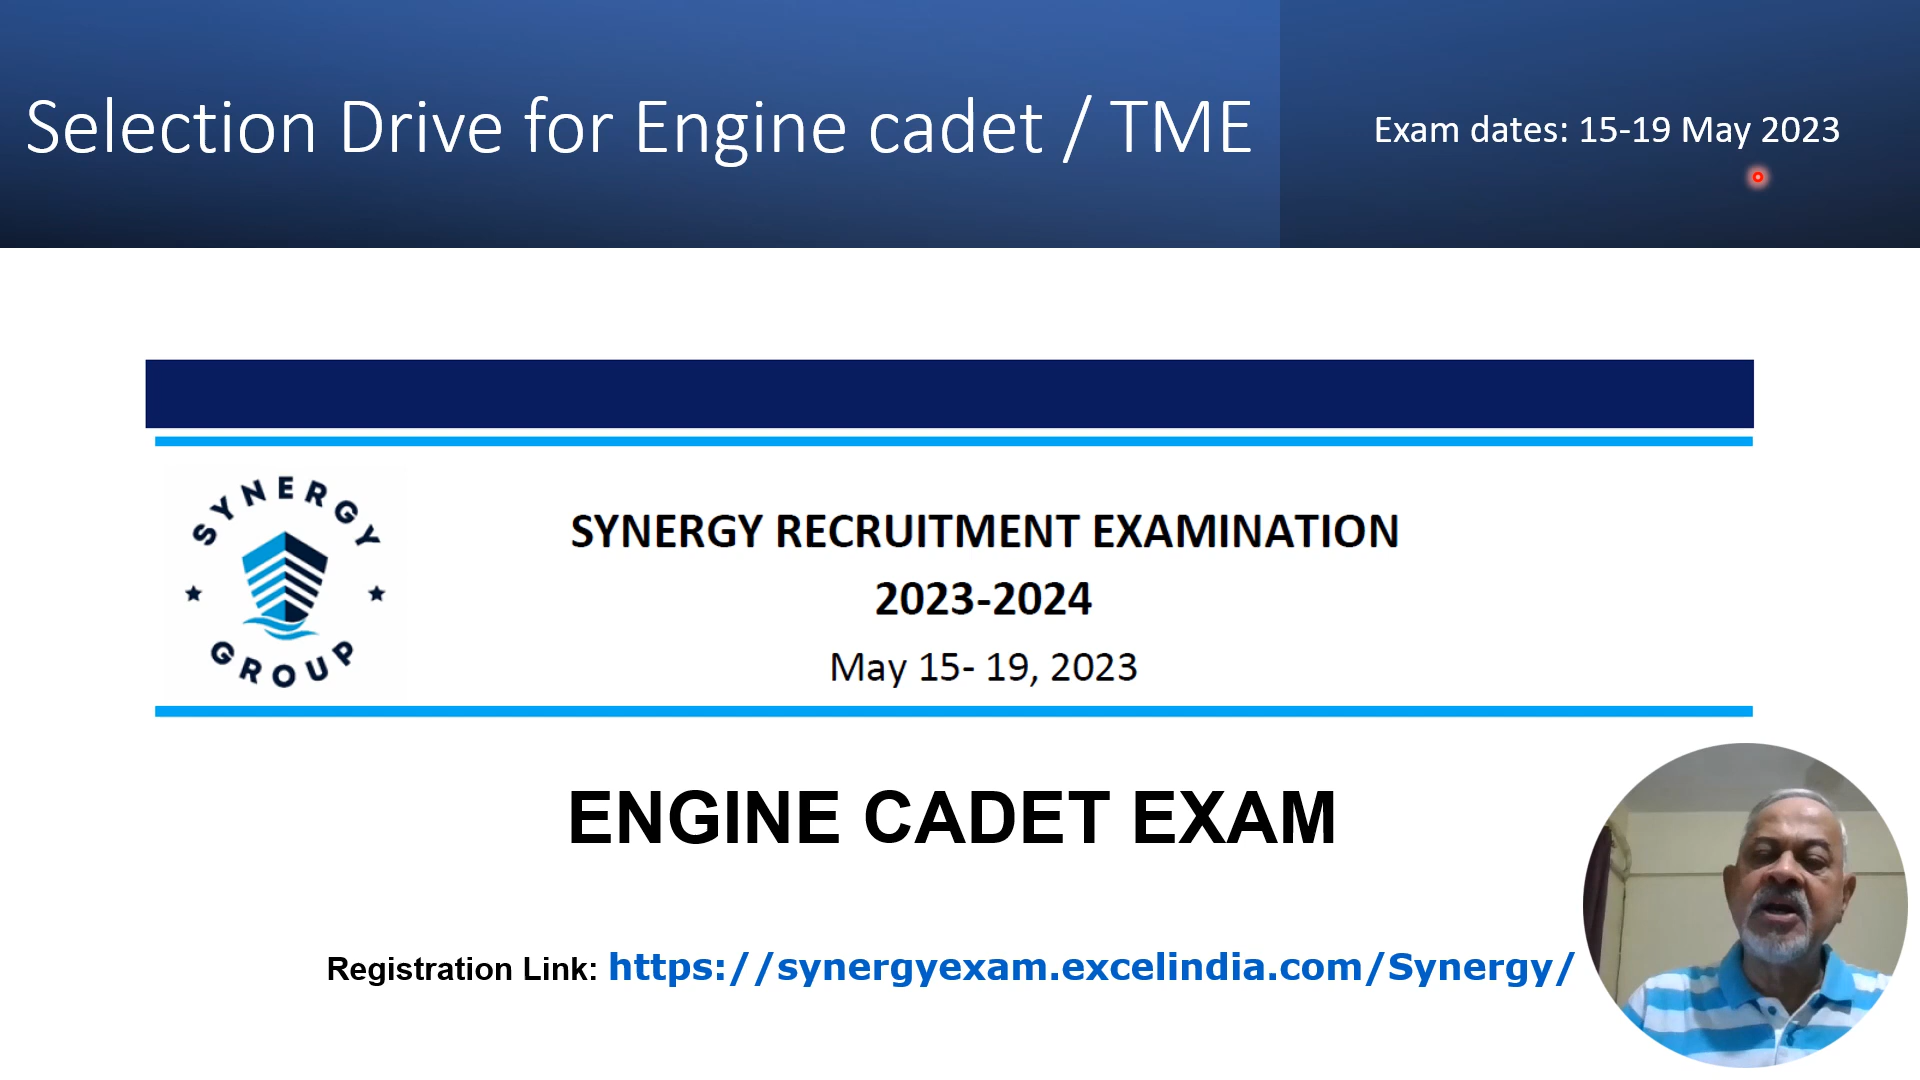 Selection Drive for Engine cadet / TME
Exam dates: 15-19 May 2023
SYNERGY
GROUP
SYNERGY RECRUITMENT EXAMINATION
2023-2024
May 15- 19, 2023
ENGINE CADET EXAM
Registration Link: https://synergyexam.excelindia.com/Synergy/